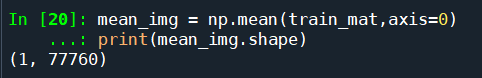 In [20]: mean_img = np.mean(train_mat,axis=0)
...: print(mean_img.shape)
(1, 77760)